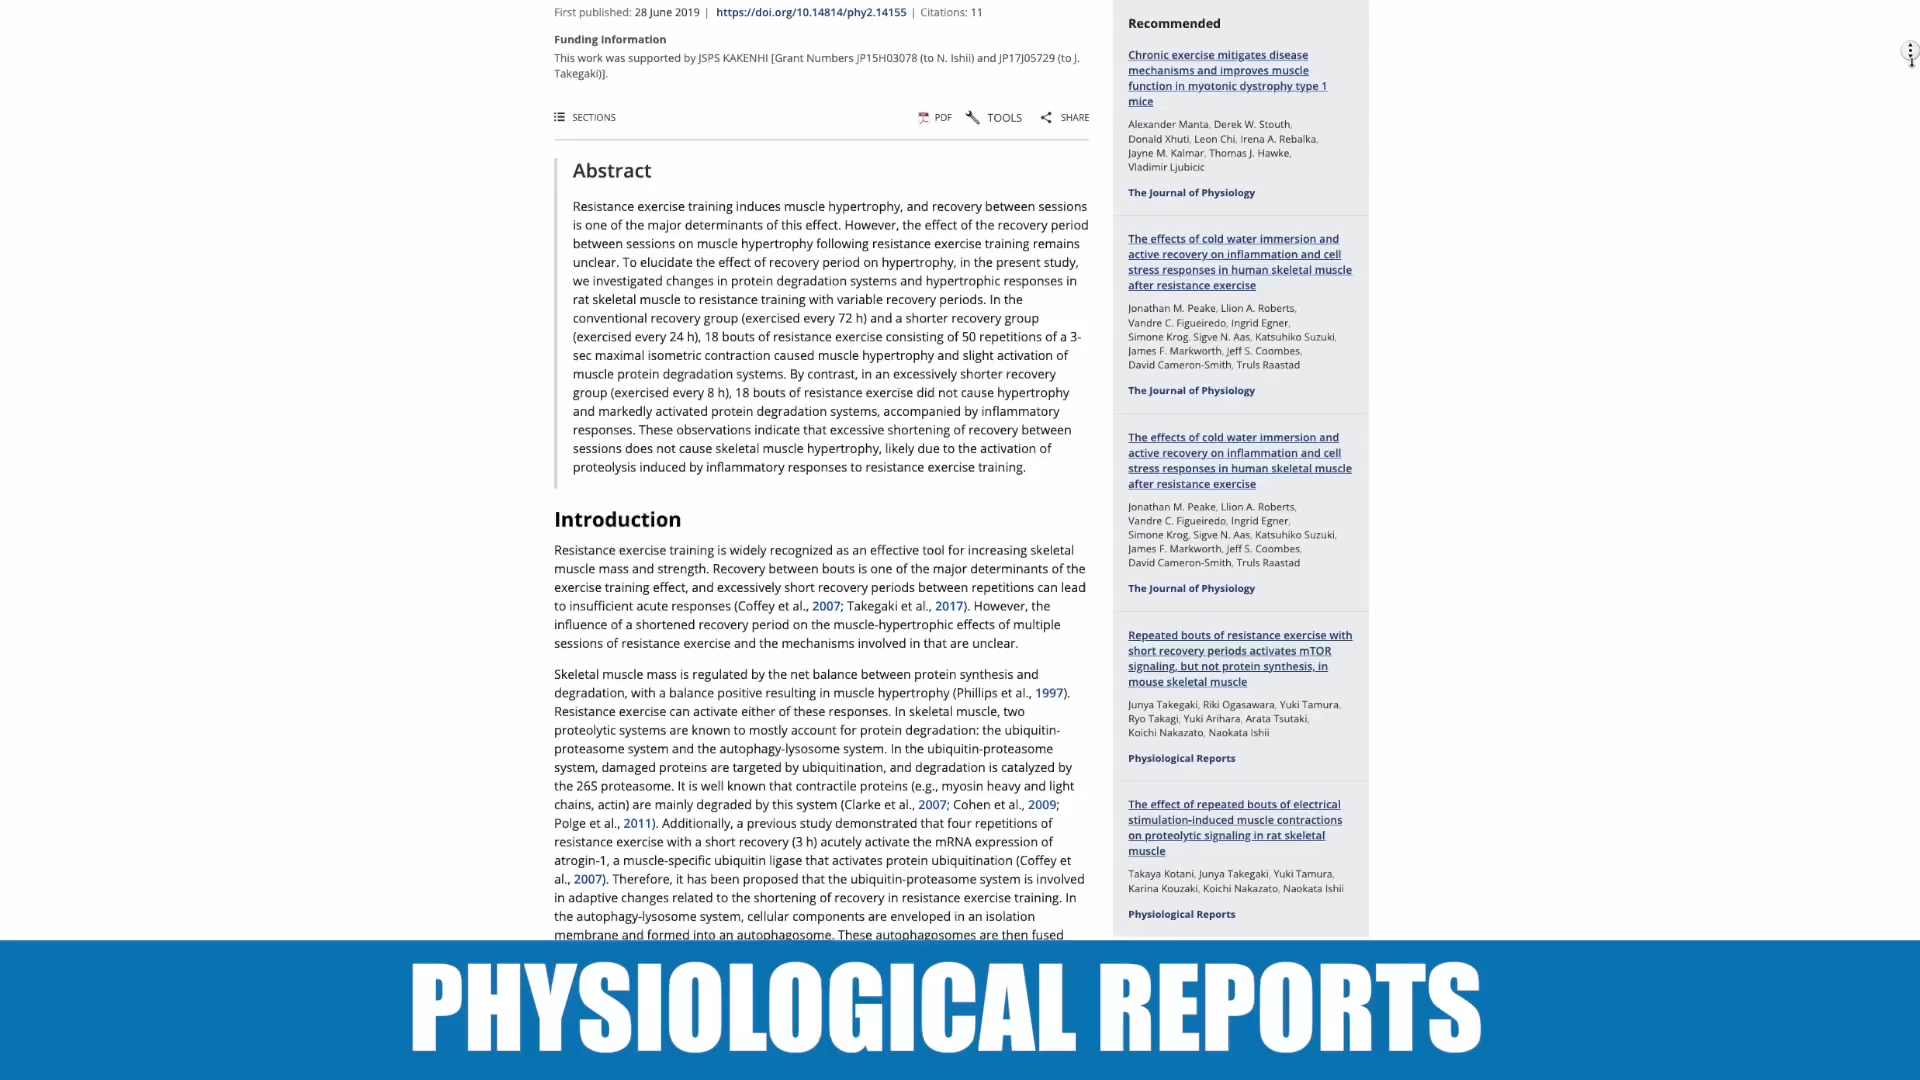 First published: 28 June 2019 | https://doi.org/10.14814/phy2.14155 | Citations: 11
Funding Information
This work was supported by JSPS KAKENHI [Grant Numbers JP15H03078 (to N. Ishii) and JP17J05729 (to J.
Takegaki)].
SECTIONS
PDF
TOOLS
SHARE
Abstract
Resistance exercise training induces muscle hypertrophy, and recovery between sessions
is one of the major determinants of this effect. However, the effect of the recovery period
between sessions on muscle hypertrophy following resistance exercise training remains
unclear. To elucidate the effect of recovery period on hypertrophy, in the present study,
we investigated changes in protein degradation systems and hypertrophic responses in
rat skeletal muscle to resistance training with variable recovery periods. In the
conventional recovery group (exercised every 72 h) and a shorter recovery group
(exercised every 24 h), 18 bouts of resistance exercise consisting of 50 repetitions of a 3-
sec maximal isometric contraction caused muscle hypertrophy and slight activation of
muscle protein degradation systems. By contrast, in an excessively shorter recovery
group (exercised every 8 h), 18 bouts of resistance exercise did not cause hypertrophy
and markedly activated protein degradation systems, accompanied by inflammatory
responses. These observations indicate that excessive shortening of recovery between
sessions does not cause skeletal muscle hypertrophy, likely due to the activation of
proteolysis induced by inflammatory responses to resistance exercise training.
Introduction
Resistance exercise training is widely recognized as an effective tool for increasing skeletal
muscle mass and strength. Recovery between bouts is one of the major determinants of the
exercise training effect, and excessively short recovery periods between repetitions can lead
to insufficient acute responses (Coffey et al., 2007; Takegaki et al., 2017). However, the
influence of a shortened recovery period on the muscle-hypertrophic effects of multiple
sessions of resistance exercise and the mechanisms involved in that are unclear.
Skeletal muscle mass is regulated by the net balance between protein synthesis and
degradation, with a balance positive resulting in muscle hypertrophy (Phillips et al., 1997).
Resistance exercise can activate either of these responses. In skeletal muscle, two
proteolytic systems are known to mostly account for protein degradation: the ubiquitin-
proteasome system and the autophagy-lysosome system. In the ubiquitin-proteasome
system, damaged proteins are targeted by ubiquitination, and degradation is catalyzed by
the 26S proteasome. It is well known that contractile proteins (e.g., myosin heavy and light
chains, actin) are mainly degraded by this system (Clarke et al., 2007; Cohen et al., 2009;
Polge et al., 2011). Additionally, a previous study demonstrated that four repetitions of
resistance exercise with a short recovery (3 h) acutely activate the mRNA expression of
atrogin-1, a muscle-specific ubiquitin ligase that activates protein ubiquitination (Coffey et
al., 2007). Therefore, it has been proposed that the ubiquitin-proteasome system is involved
in adaptive changes related to the shortening of recovery in resistance exercise training. In
the autophagy-lysosome system, cellular components are enveloped in an isolation
membrane and formed into an autophagosome. These autophagosomes are then fused
Recommended
Chronic exercise mitigates disease
mechanisms and improves muscle
function in myotonic dystrophy type 1
mice
Alexander Manta, Derek W. Stouth,
Donald Xhuti, Leon Chi, Irena A. Rebalka,
Jayne M. Kalmar, Thomas J. Hawke,
Vladimir Ljubicic
The Journal of Physiology
The effects of cold water immersion and
active recovery on inflammation and cell
stress responses in human skeletal muscle
after resistance exercise
Jonathan M. Peake, Llion A. Roberts,
Vandre C. Figueiredo, Ingrid Egner,
Simone Krog, Sigve N. Aas, Katsuhiko Suzuki,
James F. Markworth, Jeff S. Coombes,
David Cameron-Smith, Truls Raastad
The Journal of Physiology
The effects of cold water immersion and
active recovery on inflammation and cell
stress responses in human skeletal muscle
after resistance exercise
Jonathan M. Peake, Llion A. Roberts,
Vandre C. Figueiredo, Ingrid Egner,
Simone Krog, Sigve N. Aas, Katsuhiko Suzuki,
James F. Markworth, Jeff S. Coombes,
David Cameron-Smith, Truls Raastad
The Journal of Physiology
Repeated bouts of resistance exercise with
short recovery periods activates mTOR
signaling, but not protein synthesis, in
mouse skeletal muscle
Junya Takegaki, Riki Ogasawara, Yuki Tamura,
Ryo Takagi, Yuki Arihara, Arata Tsutaki,
Koichi Nakazato, Naokata Ishii
Physiological Reports
The effect of repeated bouts of electrical
stimulation-induced muscle contractions
on proteolytic signaling in rat skeletal
muscle
Takaya Kotani, Junya Takegaki, Yuki Tamura,
Karina Kouzaki, Koichi Nakazato, Naokata Ishii
Physiological Reports
PHYSIOLOGICAL REPORTS